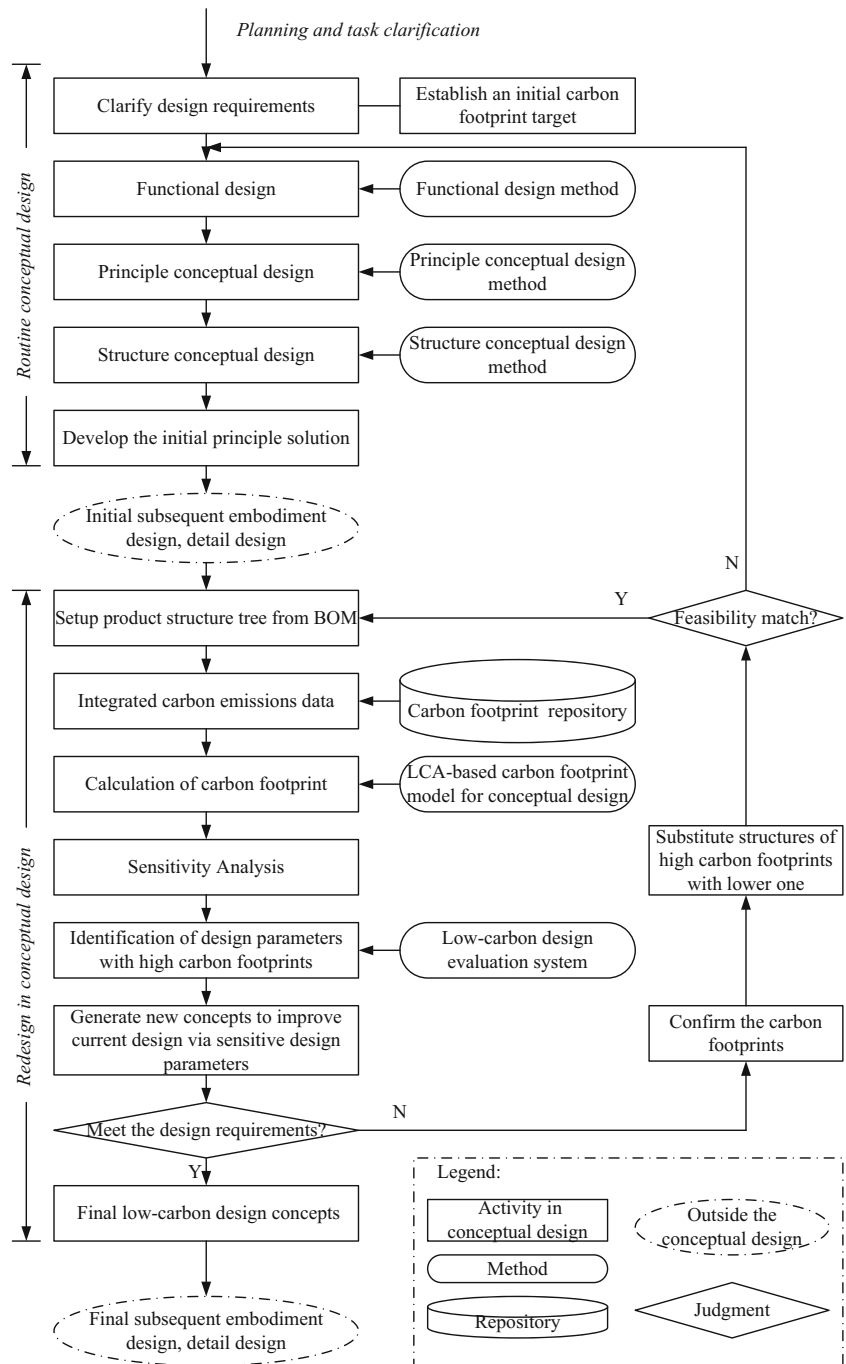 Planning and task clarification
Routine conceptual design
Clarify design requirements
Establish an initial carbon
footprint target
Functional design
Functional design method
Principle conceptual design
Principle conceptual design
method
Structure conceptual design
Structure conceptual design
method
Develop the initial principle solution
Initial subsequent embodiment
design, detail design
N
Y
Feasibility match?
Redesign in conceptual design
Setup product structure tree from BOM
Integrated carbon emissions data
Carbon footprint repository
Calculation of carbon footprint
LCA-based carbon footprint
model for conceptual design
Substitute structures of
high carbon footprints
with lower one
Sensitivity Analysis
Identification of design parameters
with high carbon footprints
Low-carbon design
evaluation system
Generate new concepts to improve
current design via sensitive design
parameters
Confirm the carbon
footprints
Meet the design requirements?
N
Y
Final low-carbon design concepts
Final subsequent embodiment
design, detail design
Legend:
Activity in
conceptual design
Outside the
conceptual design
Method
Repository
Judgment